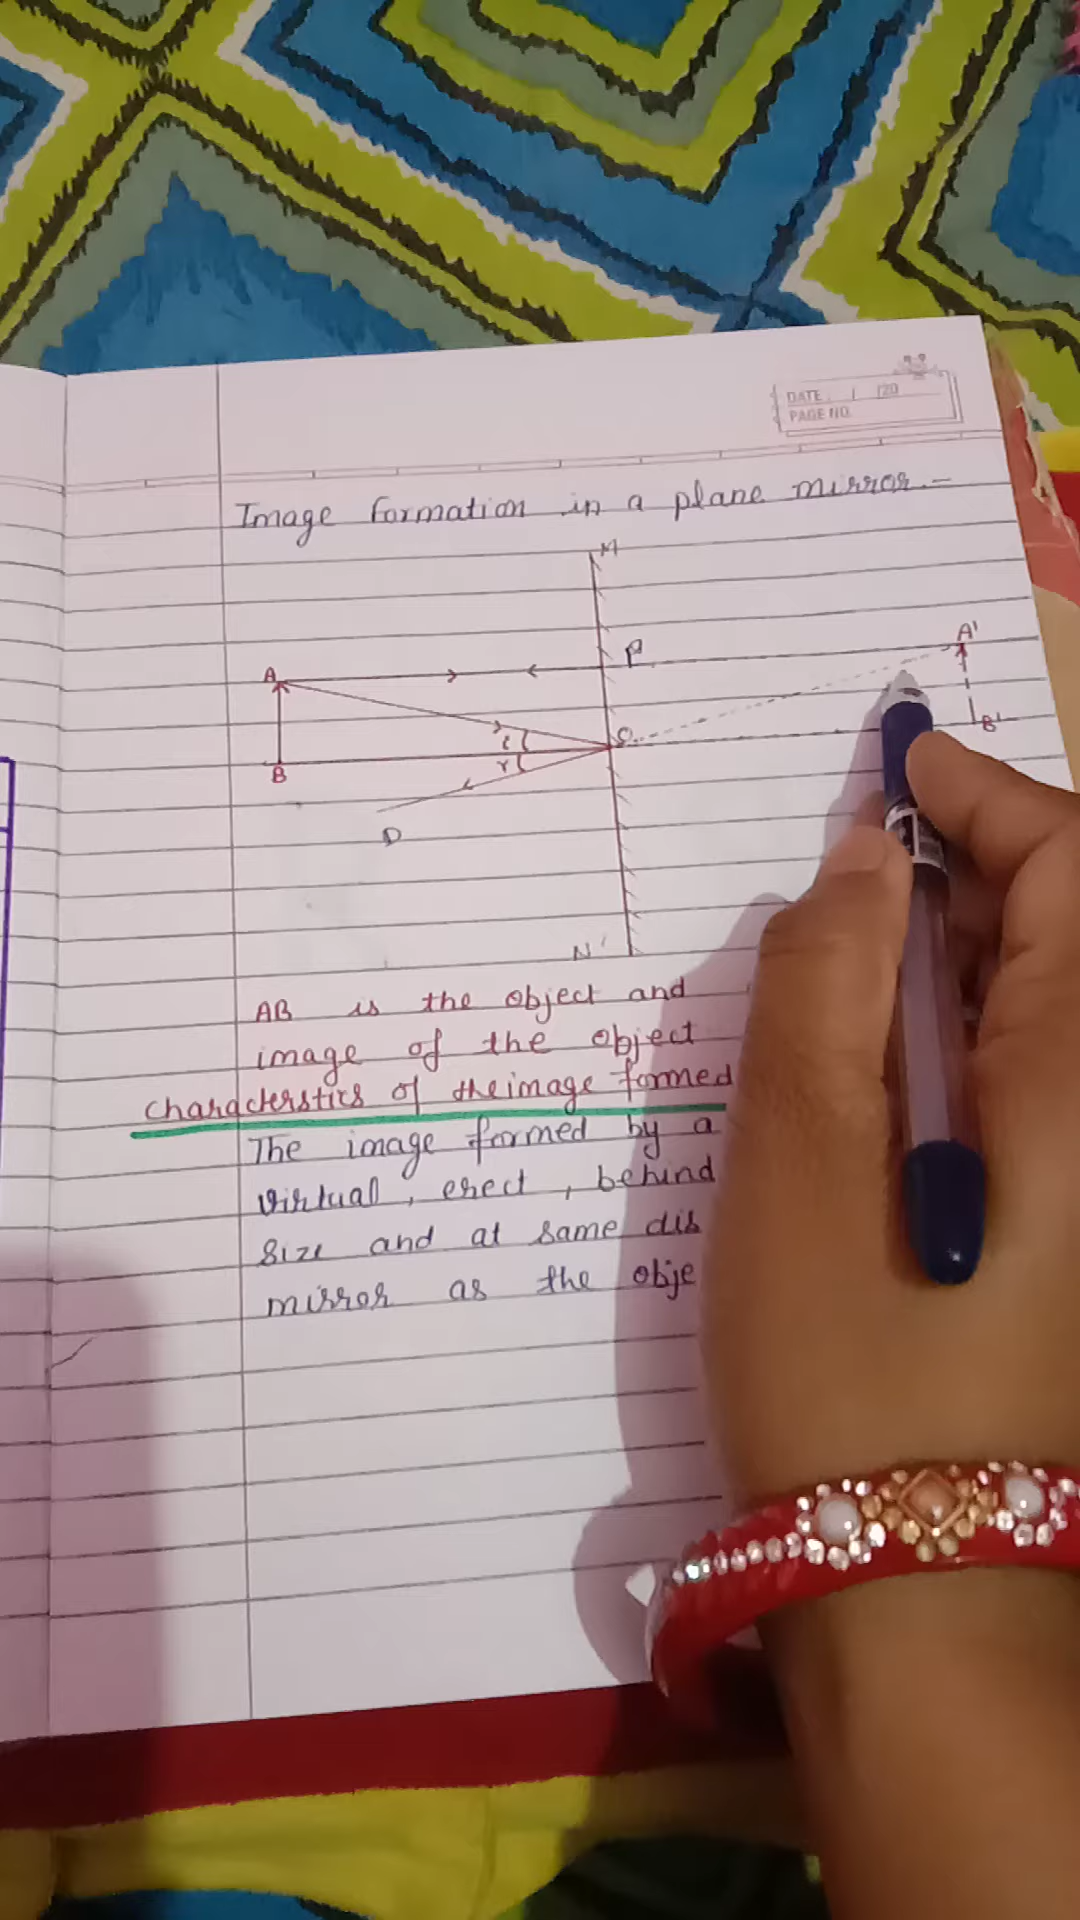 DATE: / /20
PAGE NO.
Image formation in a plane mirror.-
M
A'
P
A
B'
O
i
r
B
D
N'
AB is the object and
image of the object
characterstics of the image formed
The image formed by a
virtual, erect, behind
size and at same dis
mirror as the obje